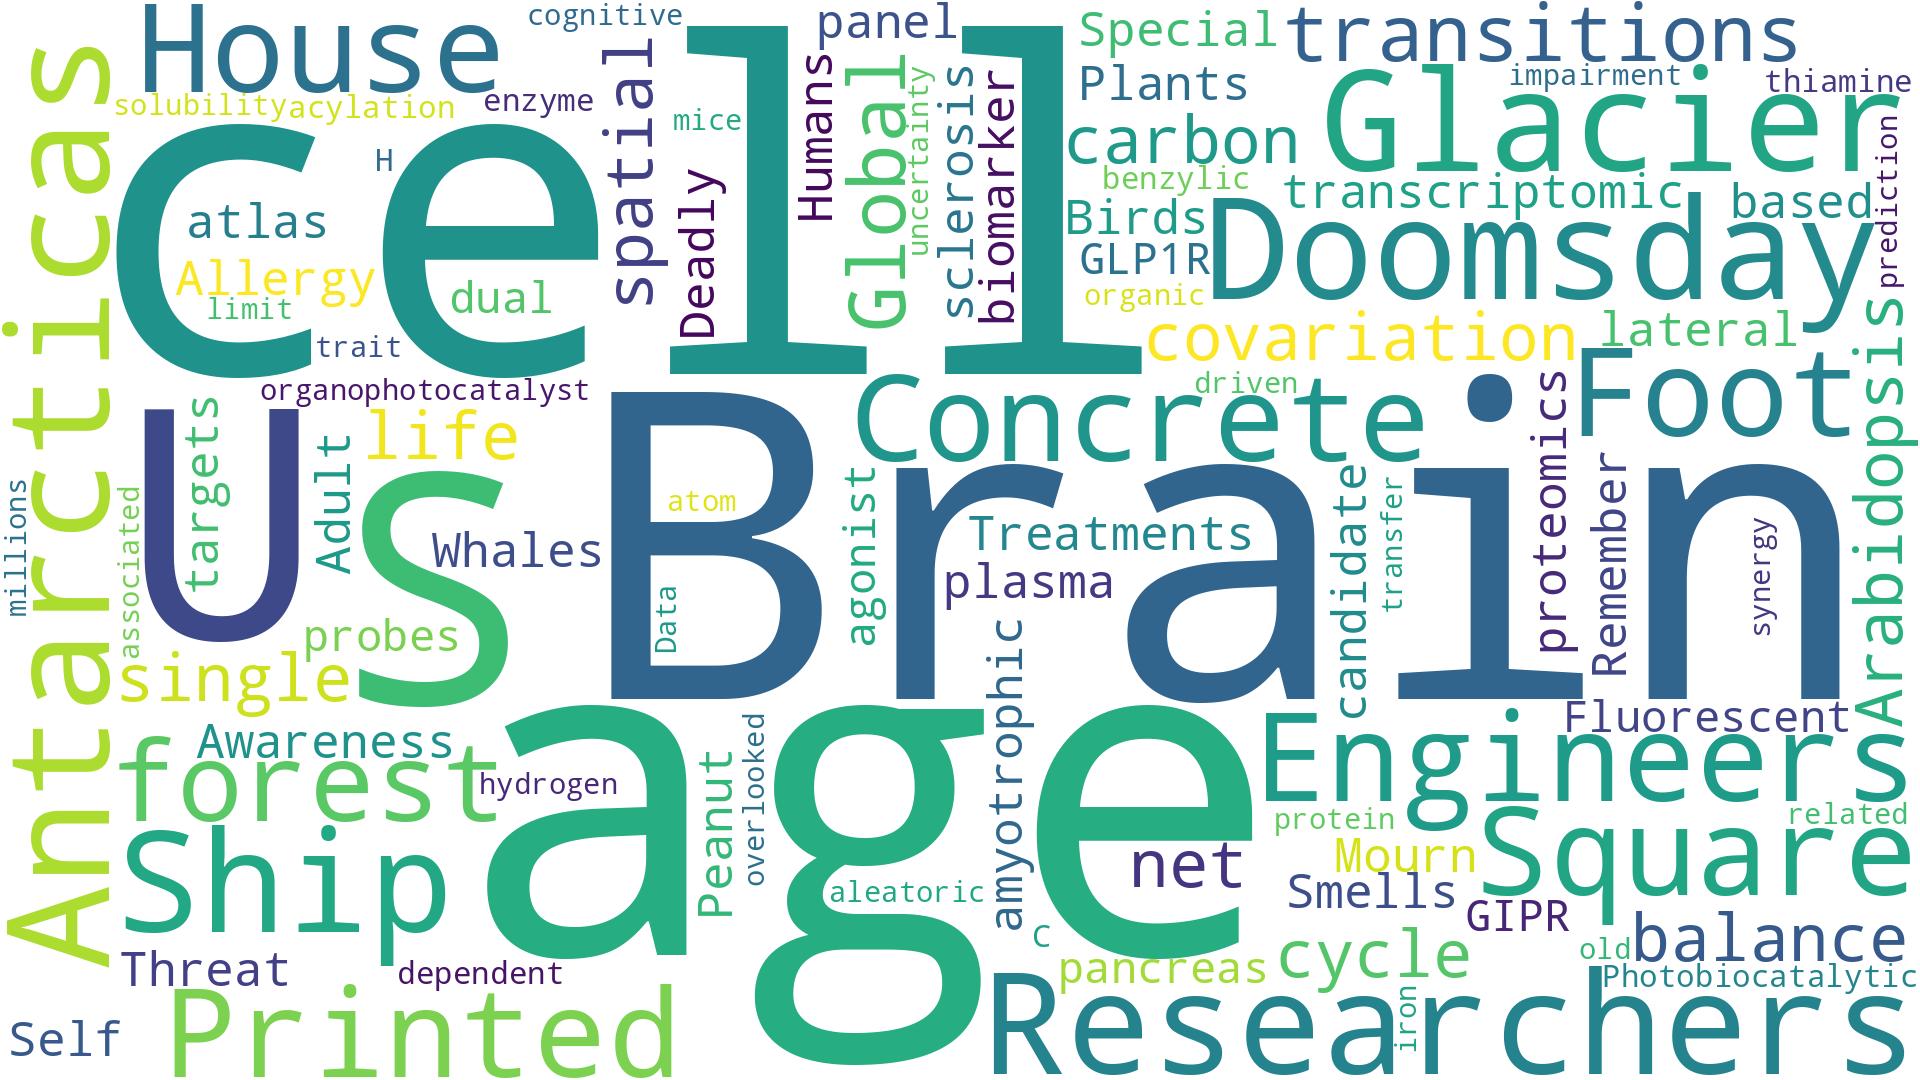 House
cognitive
panel
Special
transitions
Antarcticas
solubility
acylation
enzyme
spatial
mice
Humans
Global
uncertainty
sclerosis
biomarker
Plants
impairment
thiamine
Glacier
cell
H
Deadly
carbon
benzylic
transcriptomic
based
prediction
atlas
Birds
Doomsday
Allergy
dual
GLP1R
organic
limit
trait
covariation
lateral
organophotocatalyst
driven
Concrete
Foot
Arabidopsis
life
targets
Adult
U
s
Brain
atom
agonist
Treatments
candidate
transfer
proteomics
Remember
synergy
millions
associated
Whales
plasma
Data
probes
single
amyotrophic
Fluorescent
Awareness
forest
hydrogen
age
Peanut
overlooked
Engineers
protein
related
Ship
net
Mourn
Square
aleatoric
Smells
GIPR
C
balance
old
Threat
dependent
pancreas
cycle
Photobiocatalytic
Printed
Self
Researchers
iron